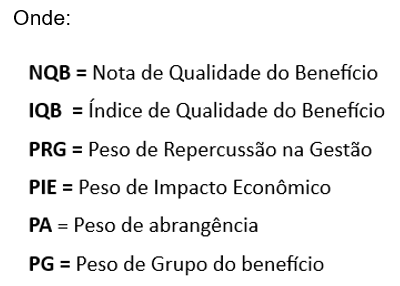 Onde:
NQB = Nota de Qualidade do Benefício
IQB = Índice de Qualidade do Benefício
PRG = Peso de Repercussão na Gestão
PIE = Peso de Impacto Econômico
PA = Peso de abrangência
PG = Peso de Grupo do benefício